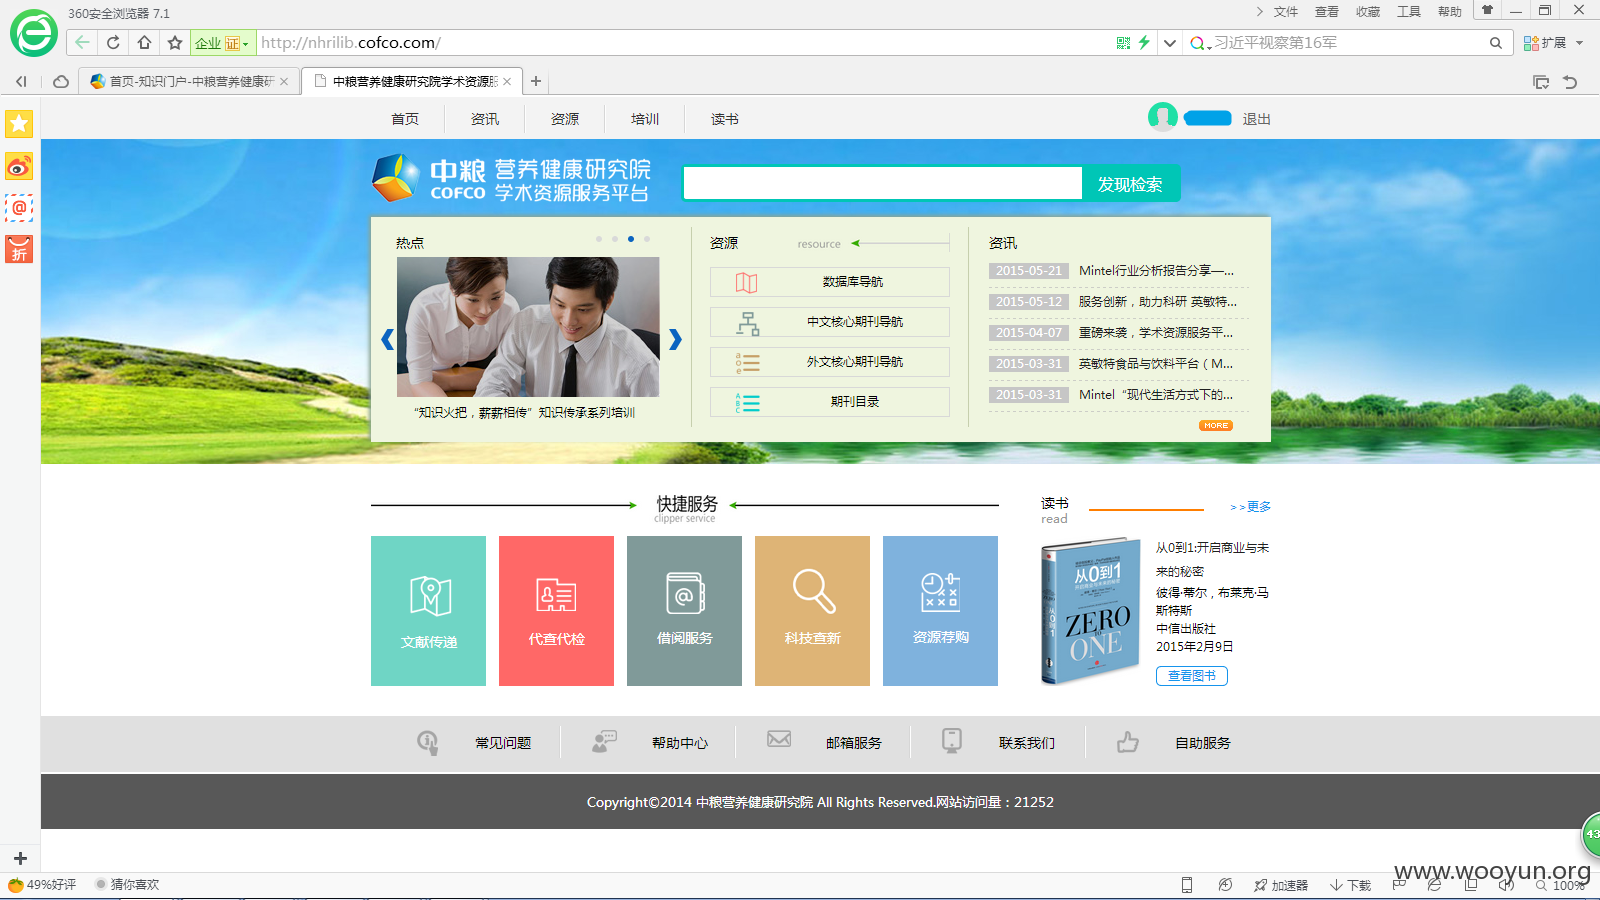 360安全浏览器 7.1
文件 查看 收藏 工具 帮助
企业 证 http://nhrilib.cofco.com/
习近平视察第16军
扩展
首页-知识门户-中粮营养健康研
中粮营养健康研究院学术资源服
首页 资讯 资源 培训 读书
退出
@
折
中粮 COFCO
营养健康研究院
学术资源服务平台
发现检索
热点
“知识火把，薪薪相传”知识传承系列培训
资源 resource
数据库导航
中文核心期刊导航
外文核心期刊导航
期刊目录
资讯
2015-05-21 Mintel行业分析报告分享—...
2015-05-12 服务创新，助力科研 英敏特...
2015-04-07 重磅来袭，学术资源服务平...
2015-03-31 英敏特食品与饮料平台（M...
2015-03-31 Mintel“现代生活方式下的...
MORE
快捷服务
clipper service
文献传递
代查代检
借阅服务
科技查新
资源荐购
读书
read
>>更多
从0到1
ZERO
TO
ONE
从0到1:开启商业与未
来的秘密
彼得·蒂尔，布莱克·马
斯特斯
中信出版社
2015年2月9日
查看图书
常见问题 帮助中心 邮箱服务 联系我们 自助服务
Copyright©2014 中粮营养健康研究院 All Rights Reserved.网站访问量：21252
43
www.wooyun.org
49%好评 猜你喜欢
加速器 下载 100%